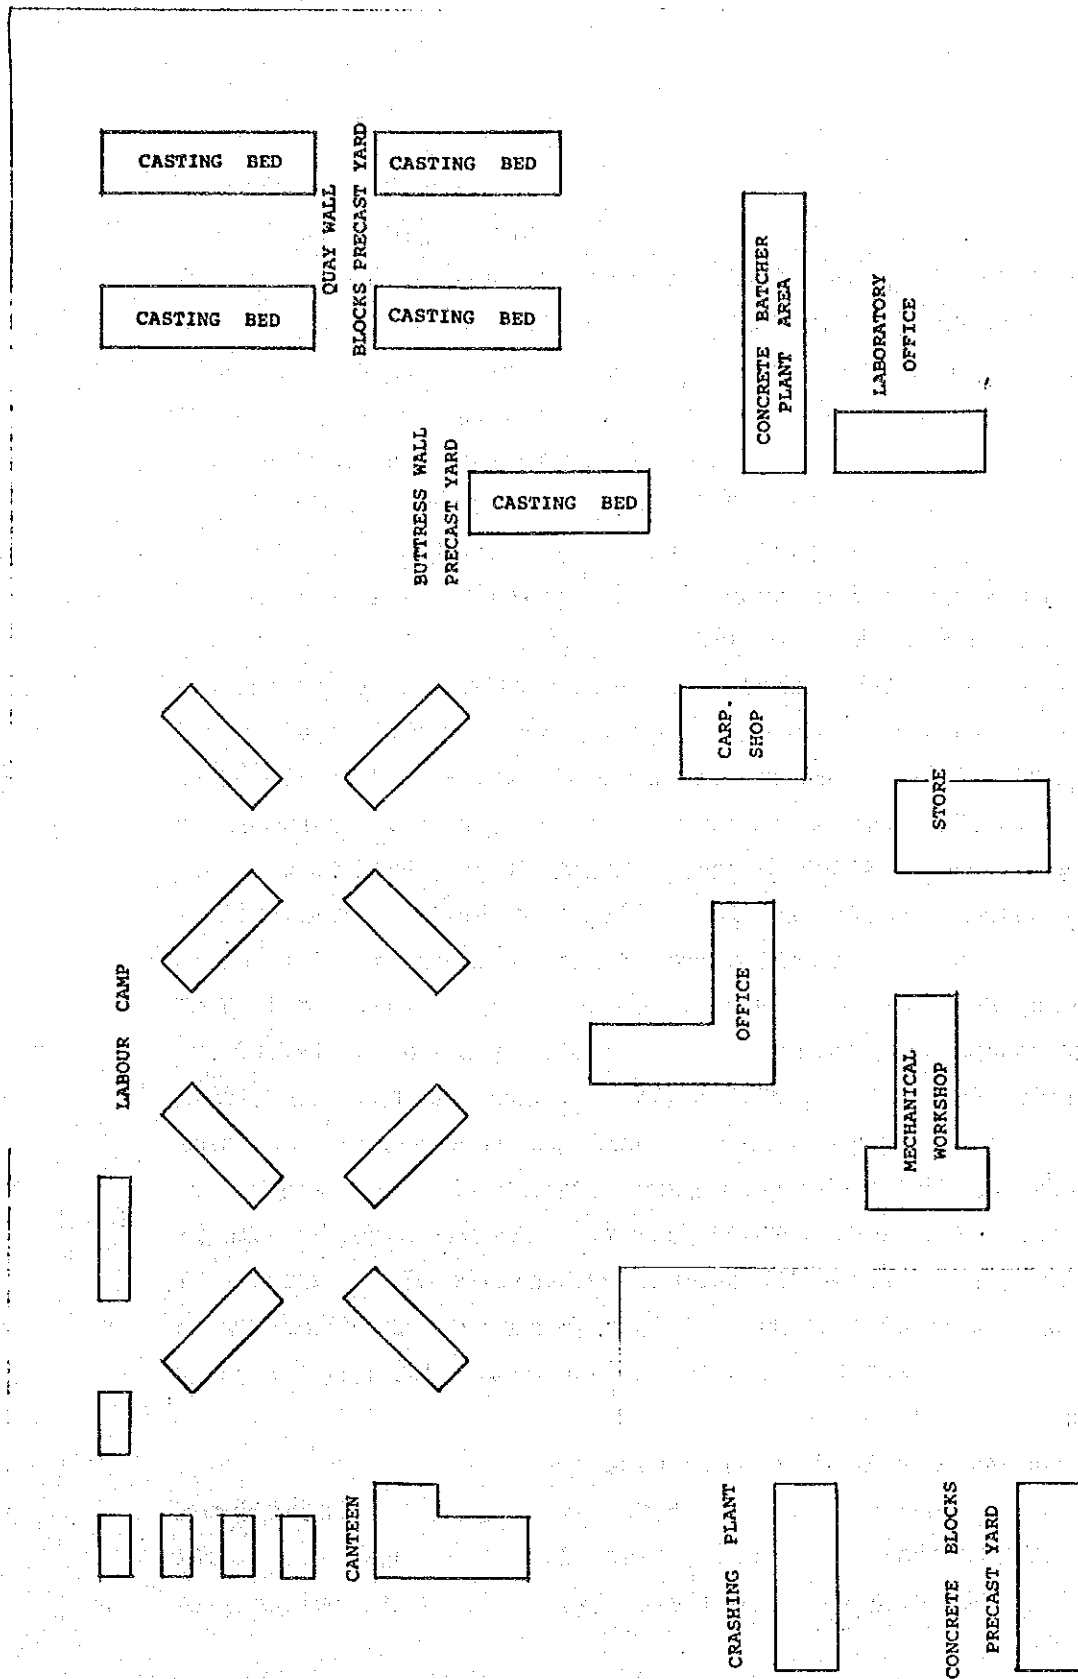 CASTING BED
CASTING BED
QUAY WALL
BLOCKS PRECAST YARD
CASTING BED
CASTING BED
BUTTRESS WALL
PRECAST YARD
CASTING BED
CONCRETE BATCHER
PLANT AREA
LABORATORY
OFFICE
LABOUR CAMP
CARP.
SHOP
STORE
OFFICE
MECHANICAL
WORKSHOP
CANTEEN
CRASHING PLANT
CONCRETE BLOCKS
PRECAST YARD